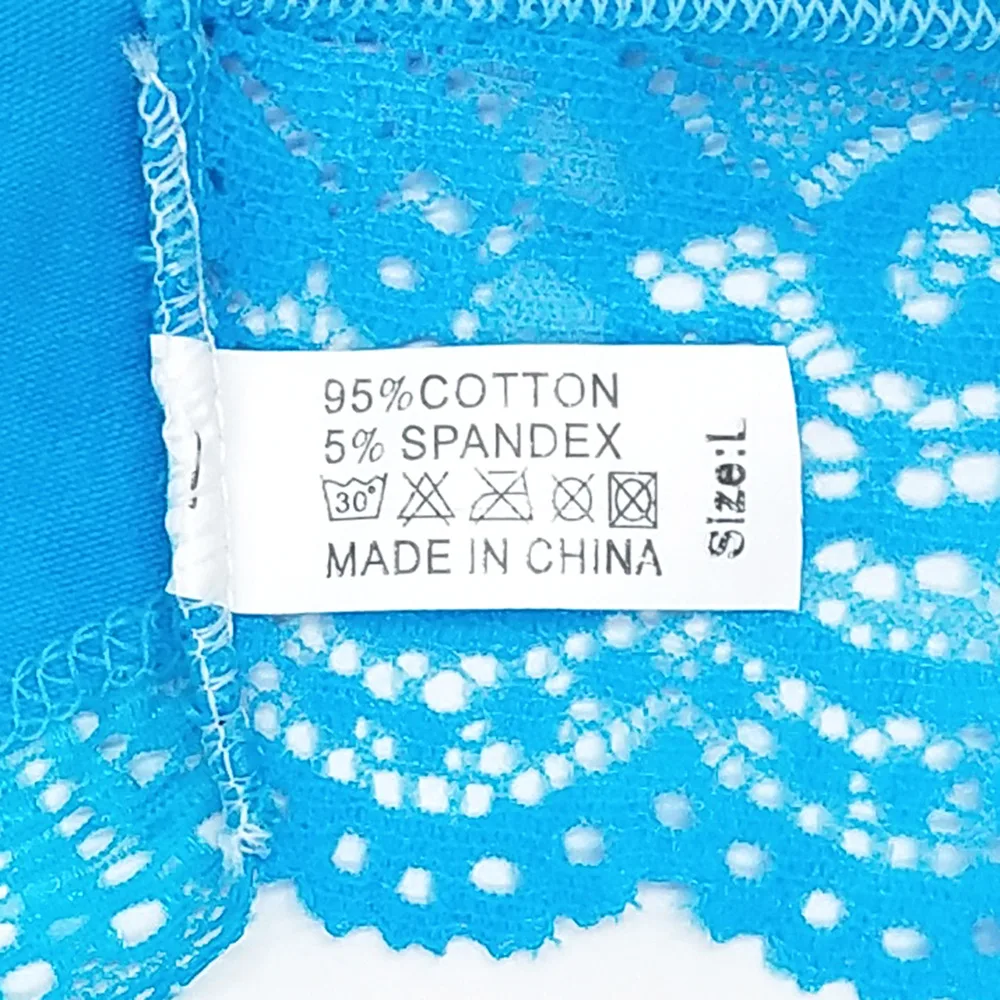 95%COTTON
5% SPANDEX
30°
MADE IN CHINA
Size:L